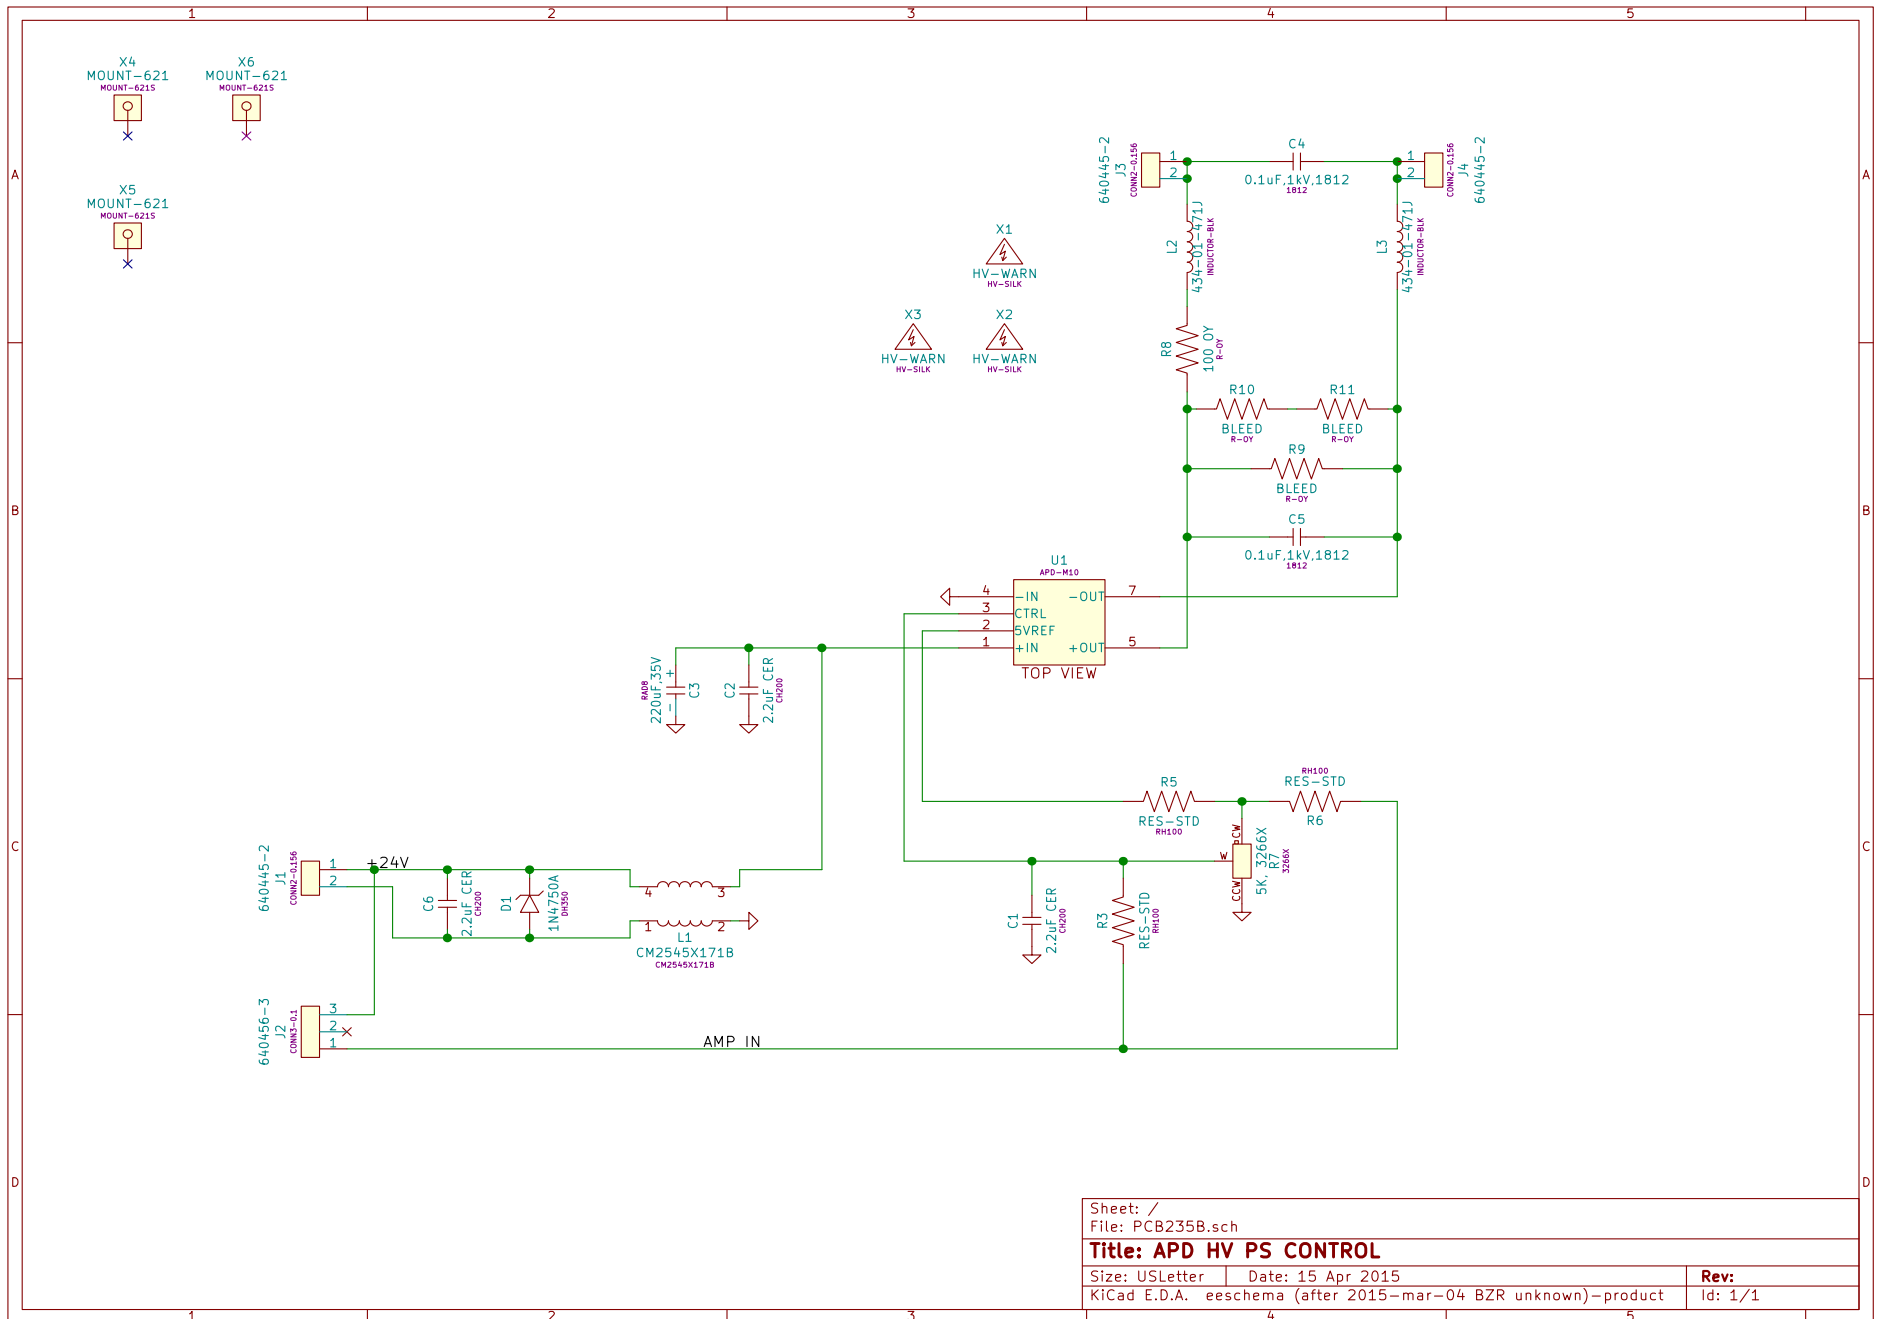 1 2 3 4 5
X4
MOUNT-621
MOUNT-621S
X6
MOUNT-621
MOUNT-621S
X5
MOUNT-621
MOUNT-621S
A
A
640445-2
J3
CONN2-0.156
1
2
C4
0.1uF,1kV,1812
1812
1
2
CONN2-0.156
J4
640445-2
L2
434-01-471J
INDUCTOR-BLK
L3
434-01-471J
INDUCTOR-BLK
X1
HV-WARN
HV-SILK
X3
HV-WARN
HV-SILK
X2
HV-WARN
HV-SILK
R8
100 OY
R-OY
R10
BLEED
R-OY
R11
BLEED
R-OY
R9
BLEED
R-OY
B
B
C5
0.1uF,1kV,1812
1812
U1
APD-M10
4
-IN
-OUT
7
3
CTRL
2
5VREF
1
+IN
+OUT
5
TOP VIEW
RAD8
220uF,35V
+
-
C3
C2
2.2uF CER
CH200
R5
RES-STD
RH100
RH100
RES-STD
R6
C
C
640445-2
J1
CONN2-0.156
1
2
+24V
C6
2.2uF CER
CH200
D1
1N4750A
DH350
4
3
1
2
L1
CM2545X171B
CM2545X171B
C1
2.2uF CER
CH200
R3
RES-STD
RH100
CW
W
CCW
5K, 3266X
R7
3266X
640456-3
J2
CONN3-0.1
3
2
1
AMP IN
D
D
Sheet: /
File: PCB235B.sch
Title: APD HV PS CONTROL
Size: USLetter
Date: 15 Apr 2015
Rev:
KiCad E.D.A. eeschema (after 2015-mar-04 BZR unknown)-product
Id: 1/1
1 2 3 4 5